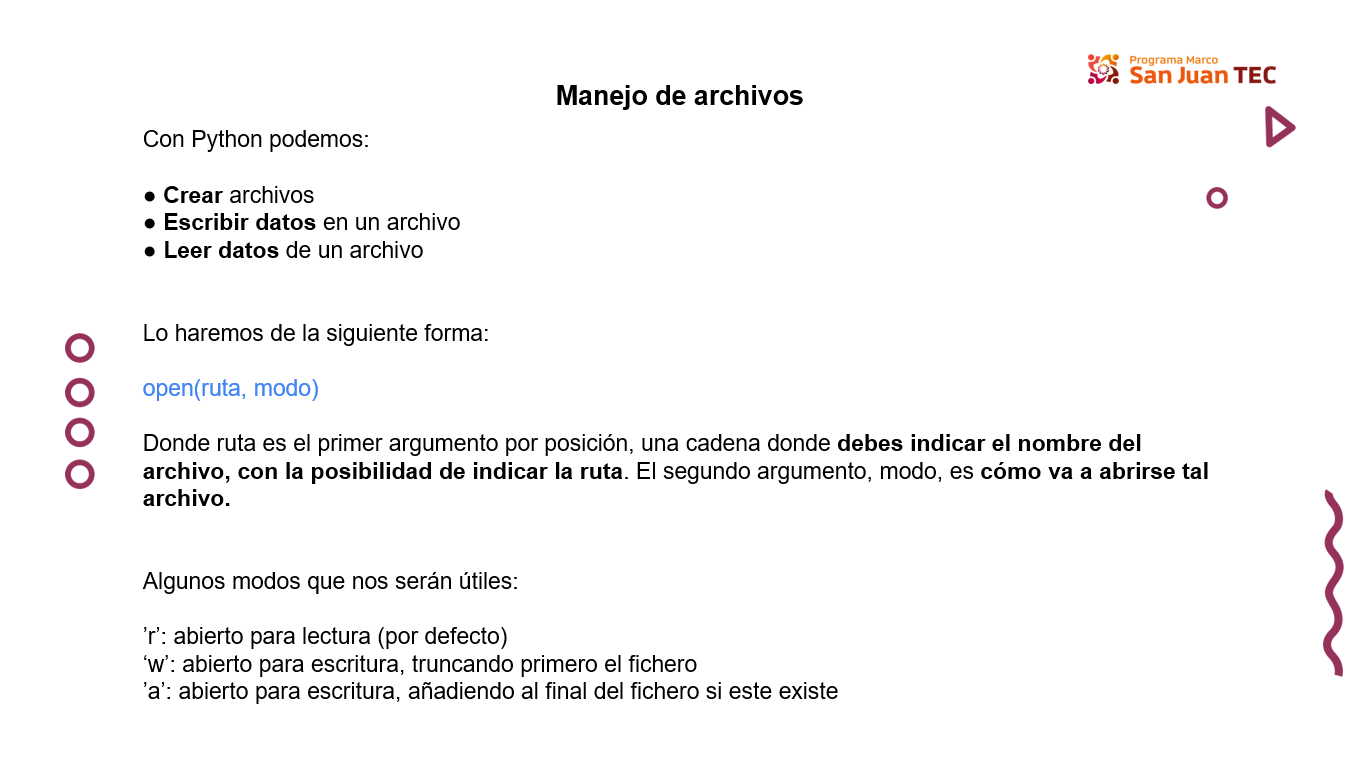 Programa Marco
San Juan TEC
Manejo de archivos
Con Python podemos:
● Crear archivos
● Escribir datos en un archivo
● Leer datos de un archivo
Lo haremos de la siguiente forma:
open(ruta, modo)
Donde ruta es el primer argumento por posición, una cadena donde debes indicar el nombre del
archivo, con la posibilidad de indicar la ruta. El segundo argumento, modo, es cómo va a abrirse tal
archivo.
Algunos modos que nos serán útiles:
’r’: abierto para lectura (por defecto)
‘w’: abierto para escritura, truncando primero el fichero
’a’: abierto para escritura, añadiendo al final del fichero si este existe